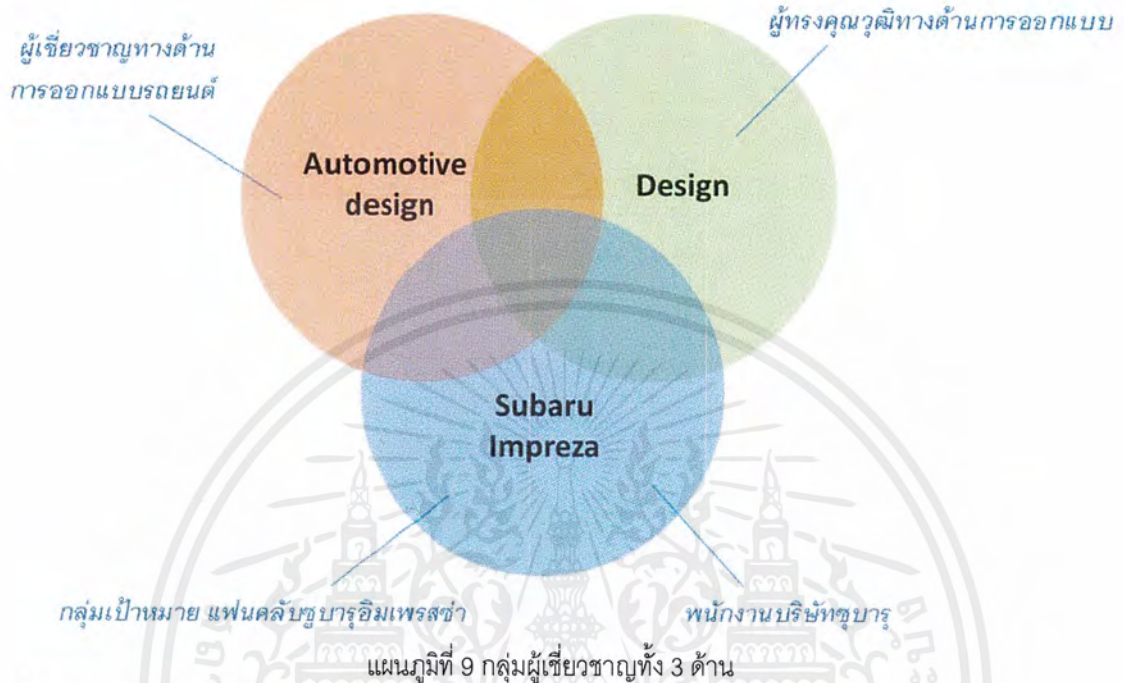 ผู้ทรงคุณวุฒิทางด้านการออกแบบ
ผู้เชี่ยวชาญทางด้าน
การออกแบบรถยนต์
Automotive
design
Design
Subaru
Impreza
กลุ่มเป้าหมาย แฟนคลับซูบารุอิมเพรสซ่า
พนักงานบริษัทซูบารุ
แผนภูมิที่ 9 กลุ่มผู้เชี่ยวชาญทั้ง 3 ด้าน